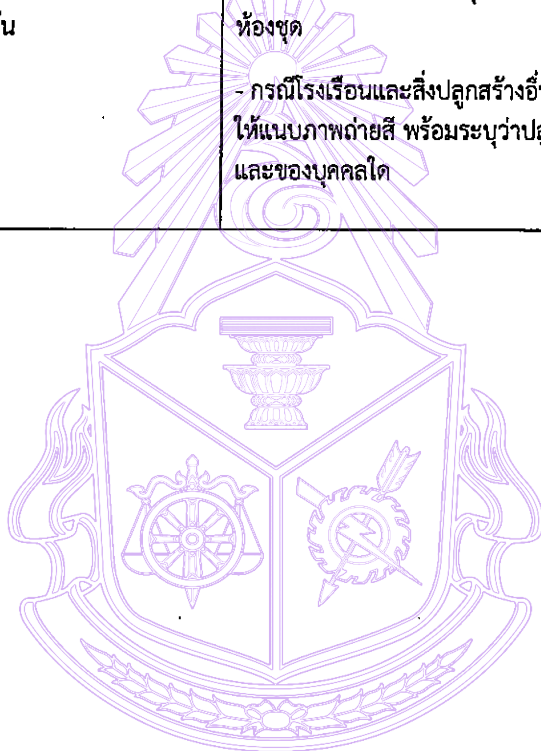 ห้องชุด
- กรณีโรงเรือนและสิ่งปลูกสร้างอื่น
ให้แนบภาพถ่ายสี พร้อมระบุว่า
และของบุคคลใด